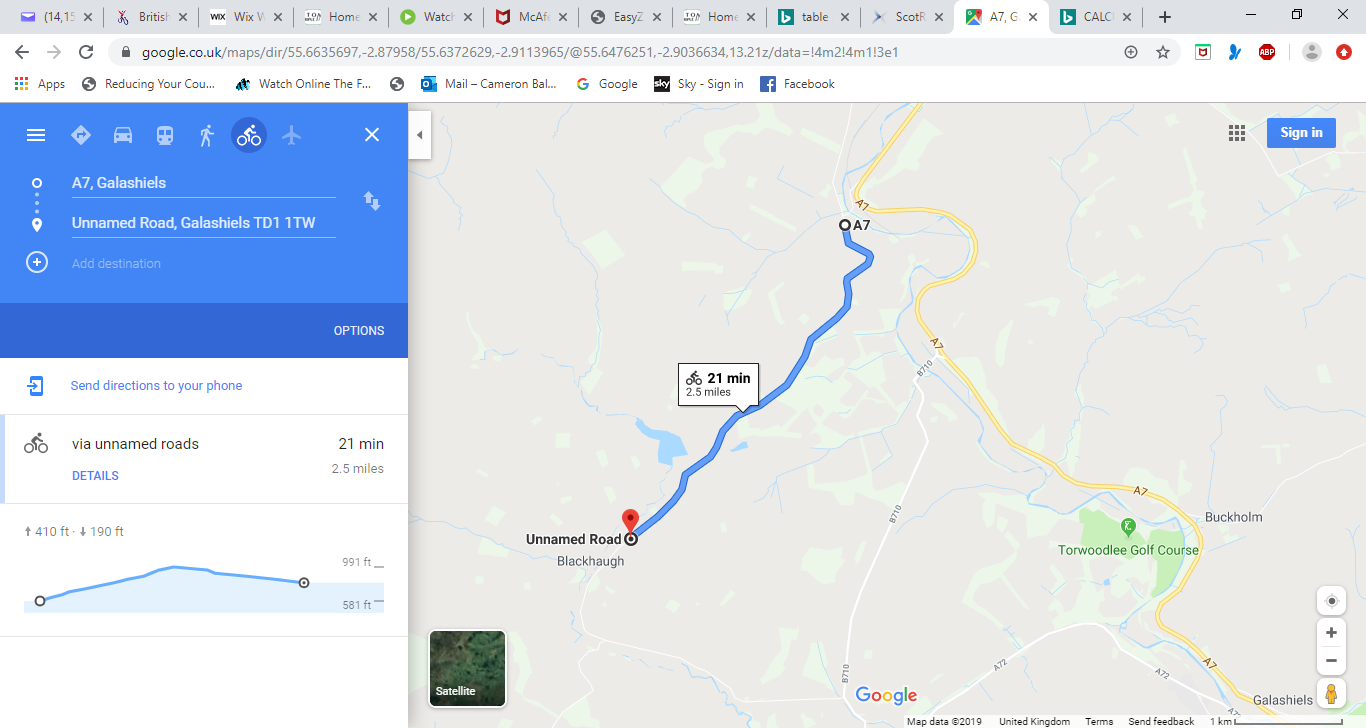 (14,15
British
WIX
Wix W
TON
Home
Watch
McAfe
EasyZ
TON
Home
table
ScotR
A7, G
CALC
google.co.uk/maps/dir/55.6635697,-2.87958/55.6372629,-2.9113965/@55.6476251,-2.9036634,13.21z/data=!4m2!4m1!3e1
ABP
Apps
Reducing Your Cou...
Watch Online The F...
Mail – Cameron Bal...
Google
sky
Sky - Sign in
Facebook
A7, Galashiels
Unnamed Road, Galashiels TD1 1TW
Add destination
OPTIONS
Send directions to your phone
via unnamed roads
21 min
2.5 miles
DETAILS
410 ft · 190 ft
991 ft
581 ft
Sign in
A7
A7
21 min
2.5 miles
A7
B710
A7
B710
Buckholm
Torwoodlee Golf Course
Unnamed Road
Blackhaugh
B710
A72
A72
A7
Galashiels
Satellite
Google
Map data ©2019
United Kingdom
Terms
Send feedback
1 km